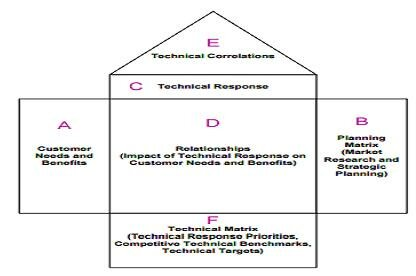 E
Technical Correlations
C Technical Response
A
Customer
Needs and
Benefits
D
Relationships
(Impact of Technical Response on
Customer Needs and Benefits)
B
Planning
Matrix
(Market
Research and
Strategic
Planning)
F
Technical Matrix
(Technical Response Priorities,
Competitive Technical Benchmarks,
Technical Targets)